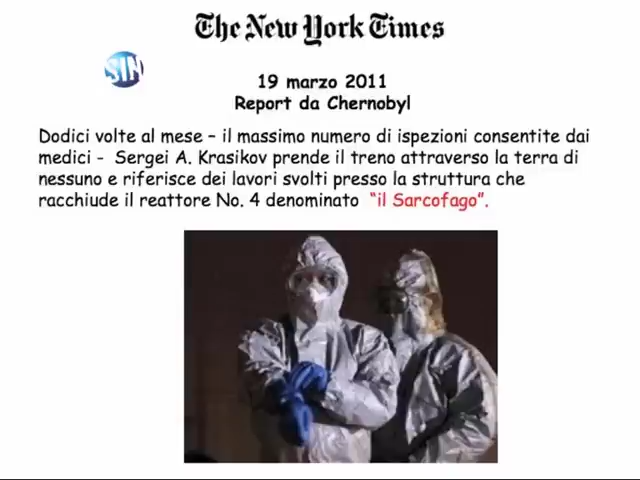 The New York Times
SIN
19 marzo 2011
Report da Chernobyl
Dodici volte al mese – il massimo numero di ispezioni consentite dai
medici - Sergei A. Krasikov prende il treno attraverso la terra di
nessuno e riferisce dei lavori svolti presso la struttura che
racchiude il reattore No. 4 denominato "il Sarcofago".